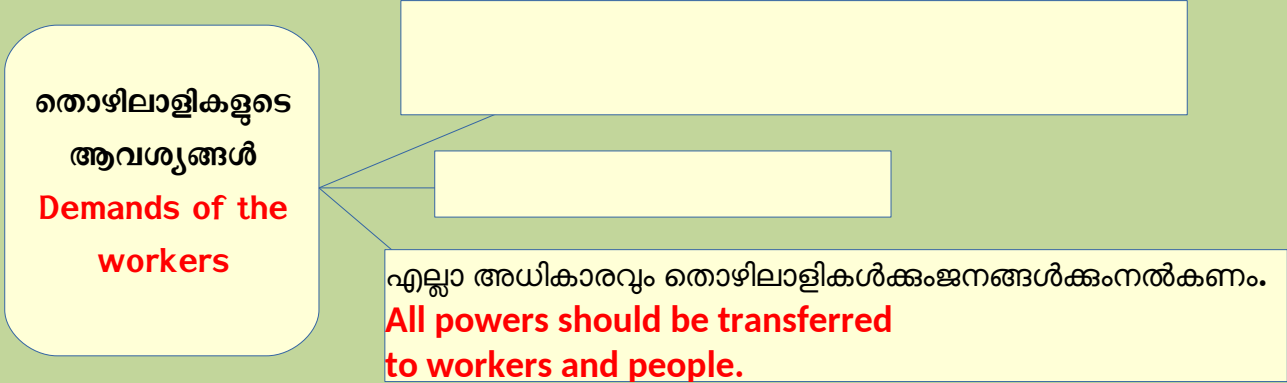 തൊഴിലാളികളുടെ
ആവശ്യങ്ങൾ
Demands of the
workers
എല്ലാ അധികാരവും തൊഴിലാളികൾക്കുംജനങ്ങൾക്കുംനൽകണം.
All powers should be transferred
to workers and people.